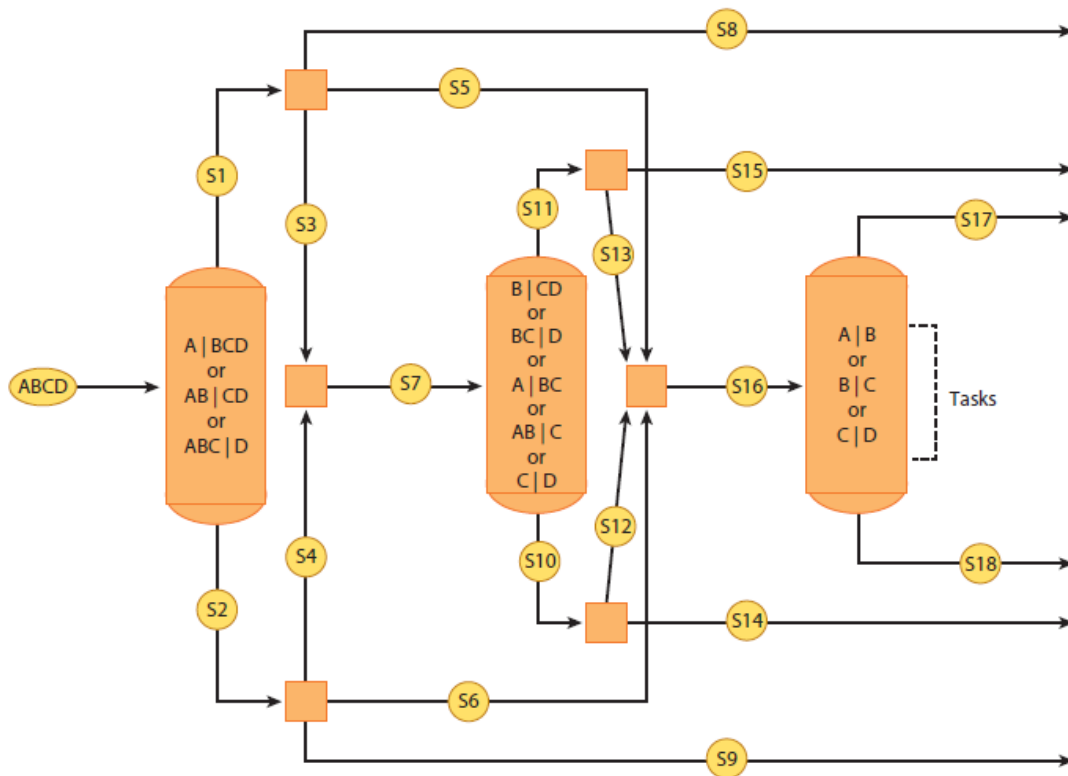 S8
S5
S15
S1
S11
S17
S3
S13
B | CD
or
BC | D
or
A | BC
or
AB | C
or
C | D
A | BCD
or
AB | CD
or
ABC | D
A | B
or
B | C
or
C | D
ABCD
S7
S16
Tasks
S12
S4
S10
S18
S2
S14
S6
S9